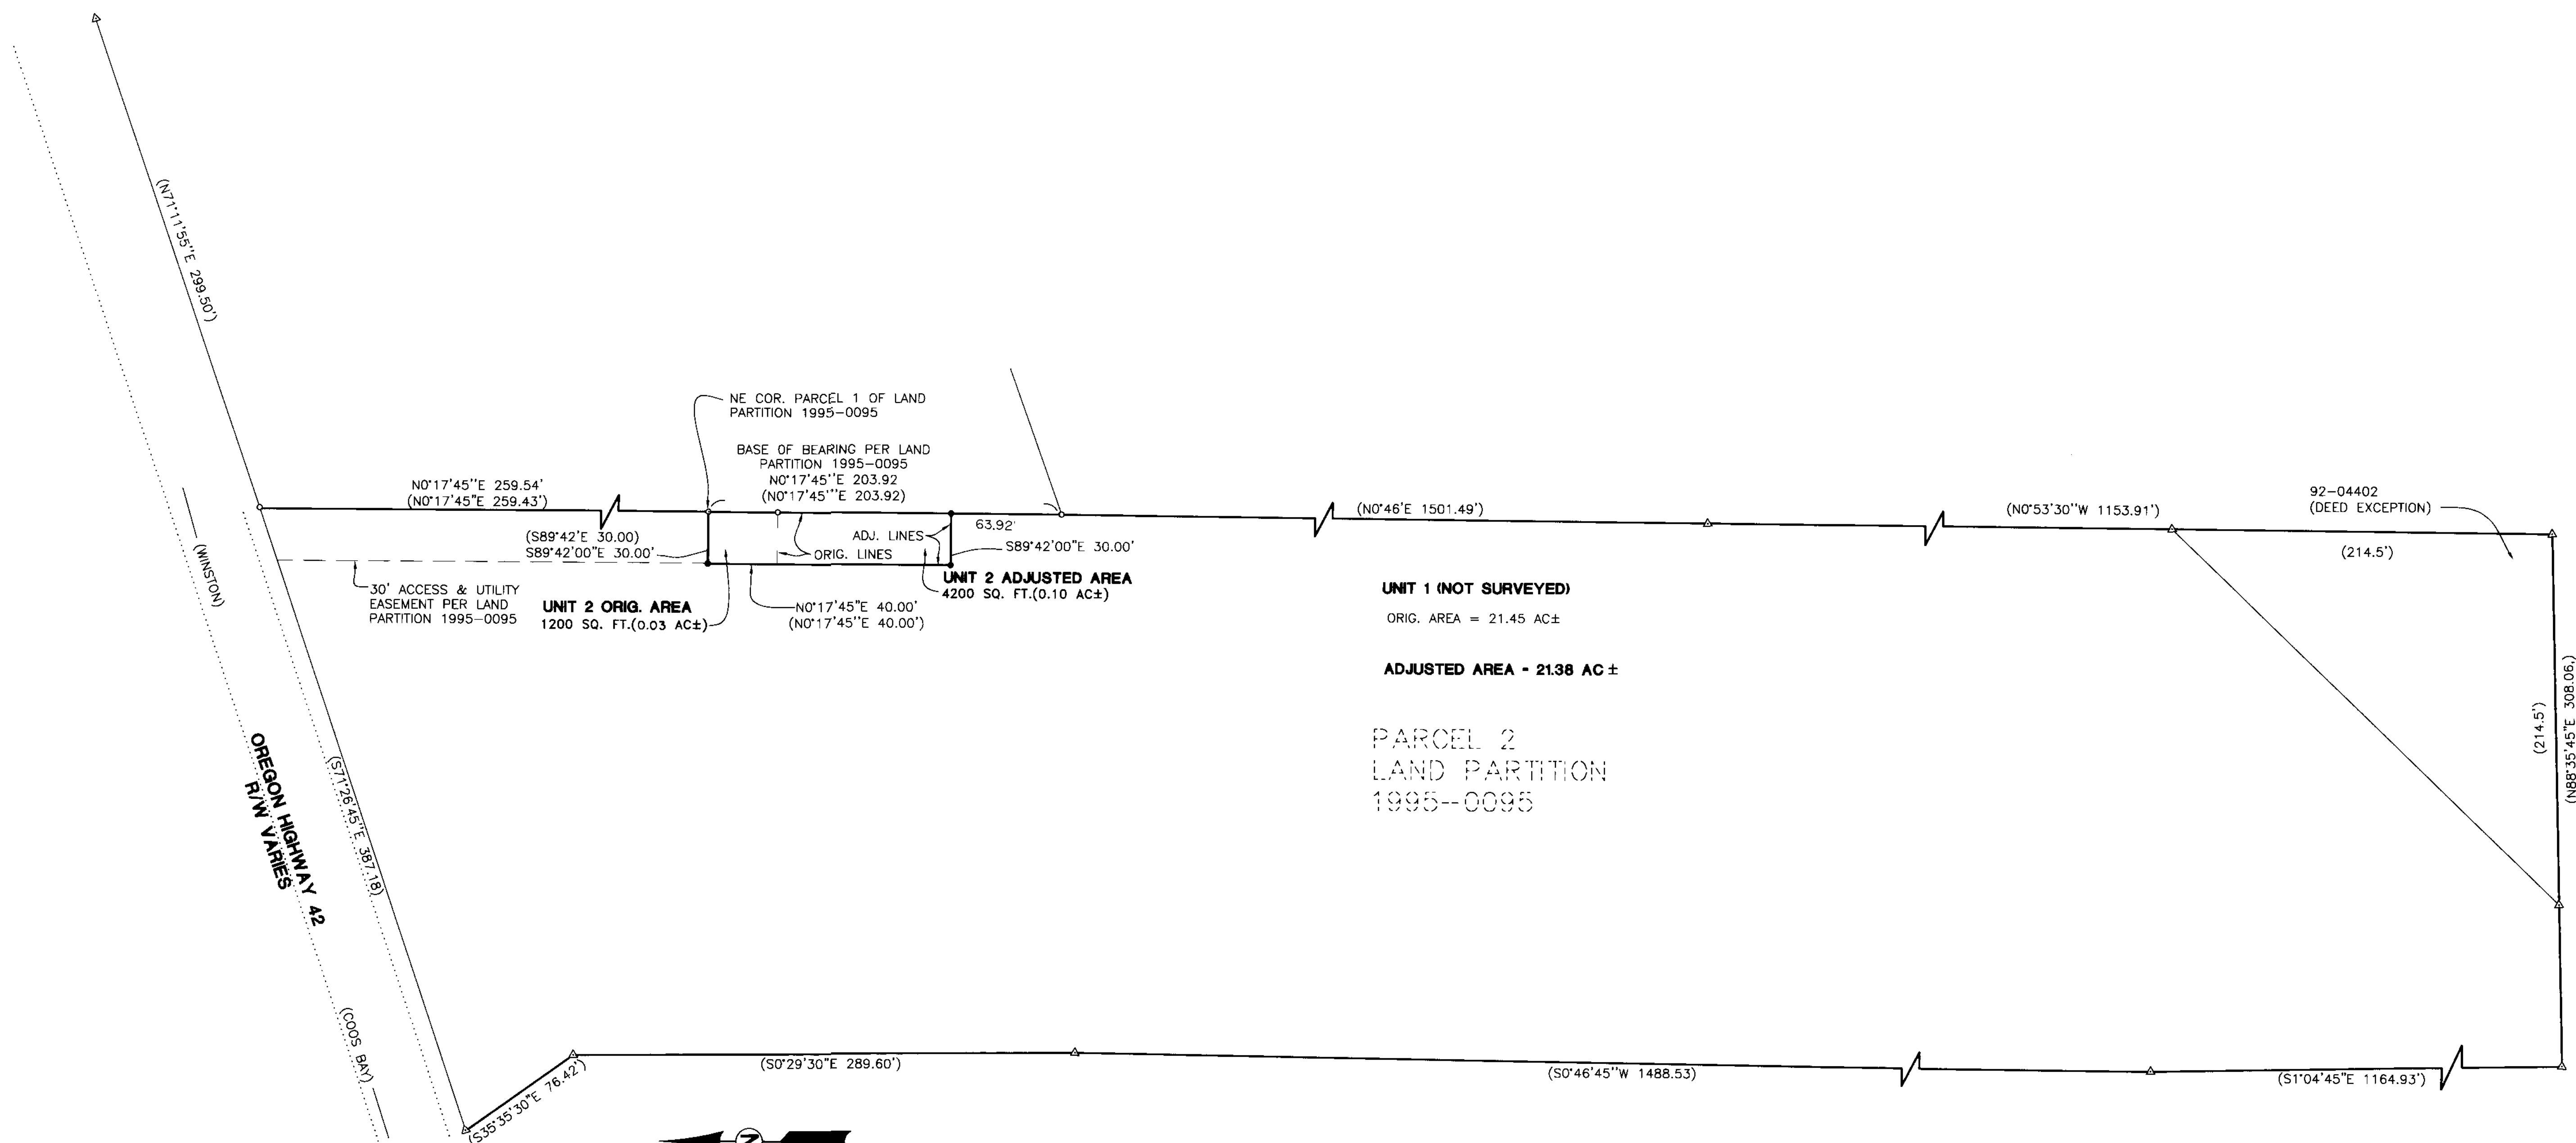 (N71°11'55''E 299.50')
NE COR. PARCEL 1 OF LAND
PARTITION 1995-0095
BASE OF BEARING PER LAND
PARTITION 1995-0095
N0°17'45''E 203.92
(N0°17'45'''E 203.92)
N0°17'45''E 259.54'
(N0°17'45"E 259.43')
(S89°42'E 30.00)
S89°42'00"E 30.00'
ADJ. LINES
ORIG. LINES
63.92'
S89°42'00"E 30.00'
(N0°46'E 1501.49')
(N0°53'30''W 1153.91')
92-04402
(DEED EXCEPTION)
(214.5')
(WINSTON)
30' ACCESS & UTILITY
EASEMENT PER LAND
PARTITION 1995-0095
UNIT 2 ORIG. AREA
1200 SQ. FT.(0.03 AC±)
N0°17'45"E 40.00'
(N0°17'45''E 40.00')
UNIT 2 ADJUSTED AREA
4200 SQ. FT.(0.10 AC±)
UNIT 1 (NOT SURVEYED)
ORIG. AREA = 21.45 AC±
ADJUSTED AREA - 21.38 AC ±
PARCEL 2
LAND PARTITION
1995--0095
(214.5')
(N88°35'45"E 308.06,)
OREGON HIGHWAY 42
R/W VARIES
(S71°26'45''E 387.18)
(COOS BAY)
(S35°35'30"E 76.42')
(S0°29'30"E 289.60')
(S0°46'45''W 1488.53)
(S1°04'45"E 1164.93')
N